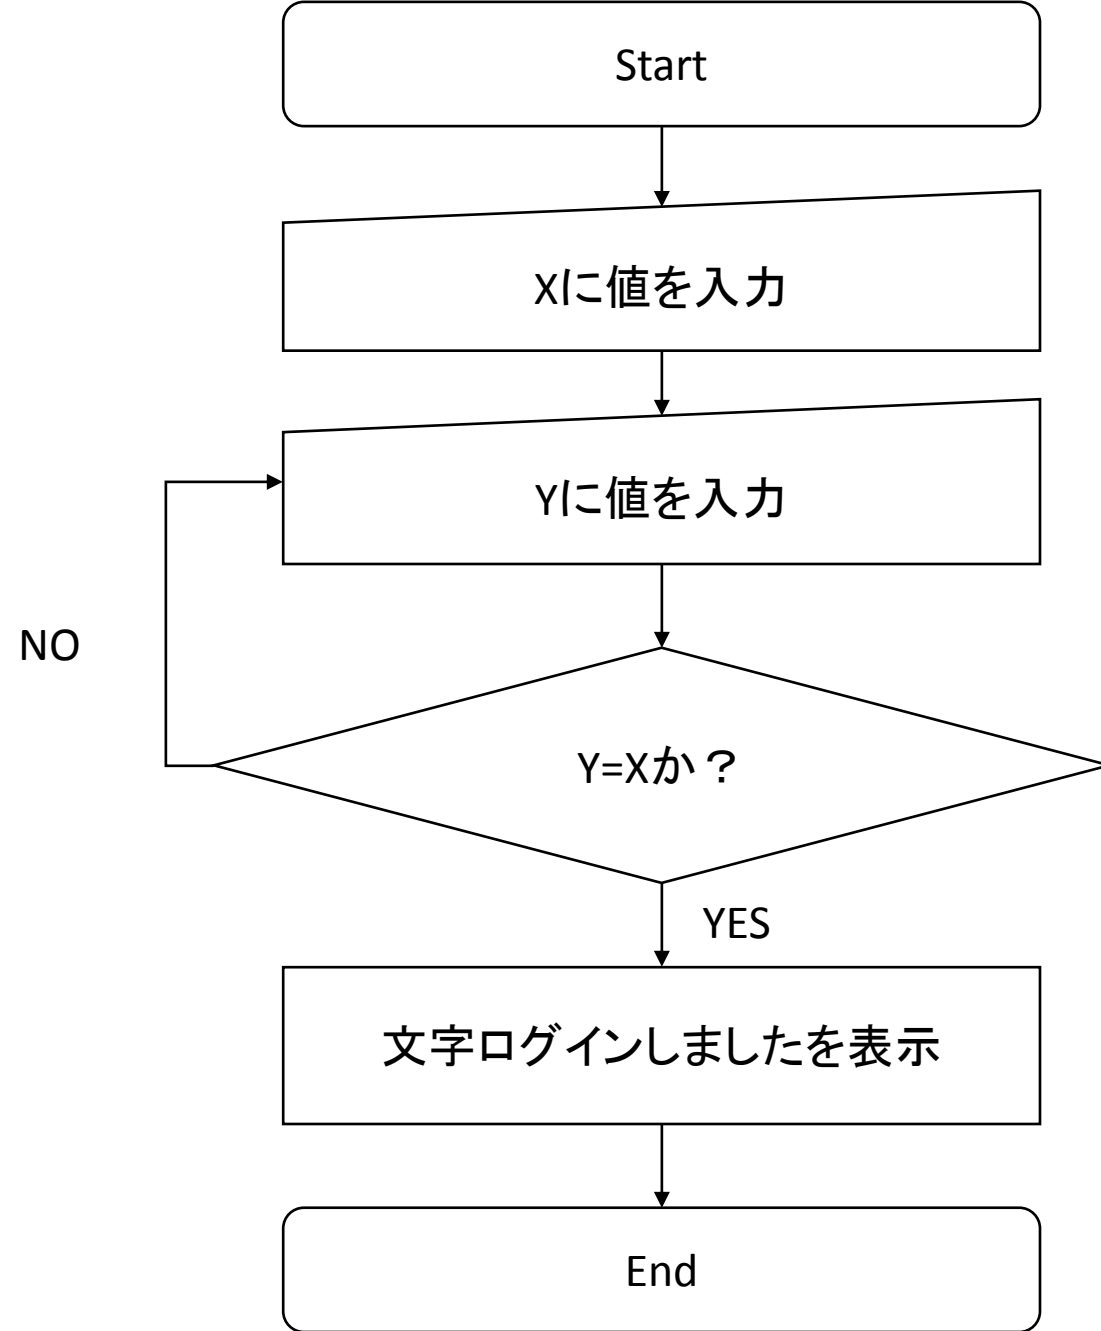 Start
Xに値を入力
Yに値を入力
NO
Y=Xか？
YES
文字ログインしましたを表示
End